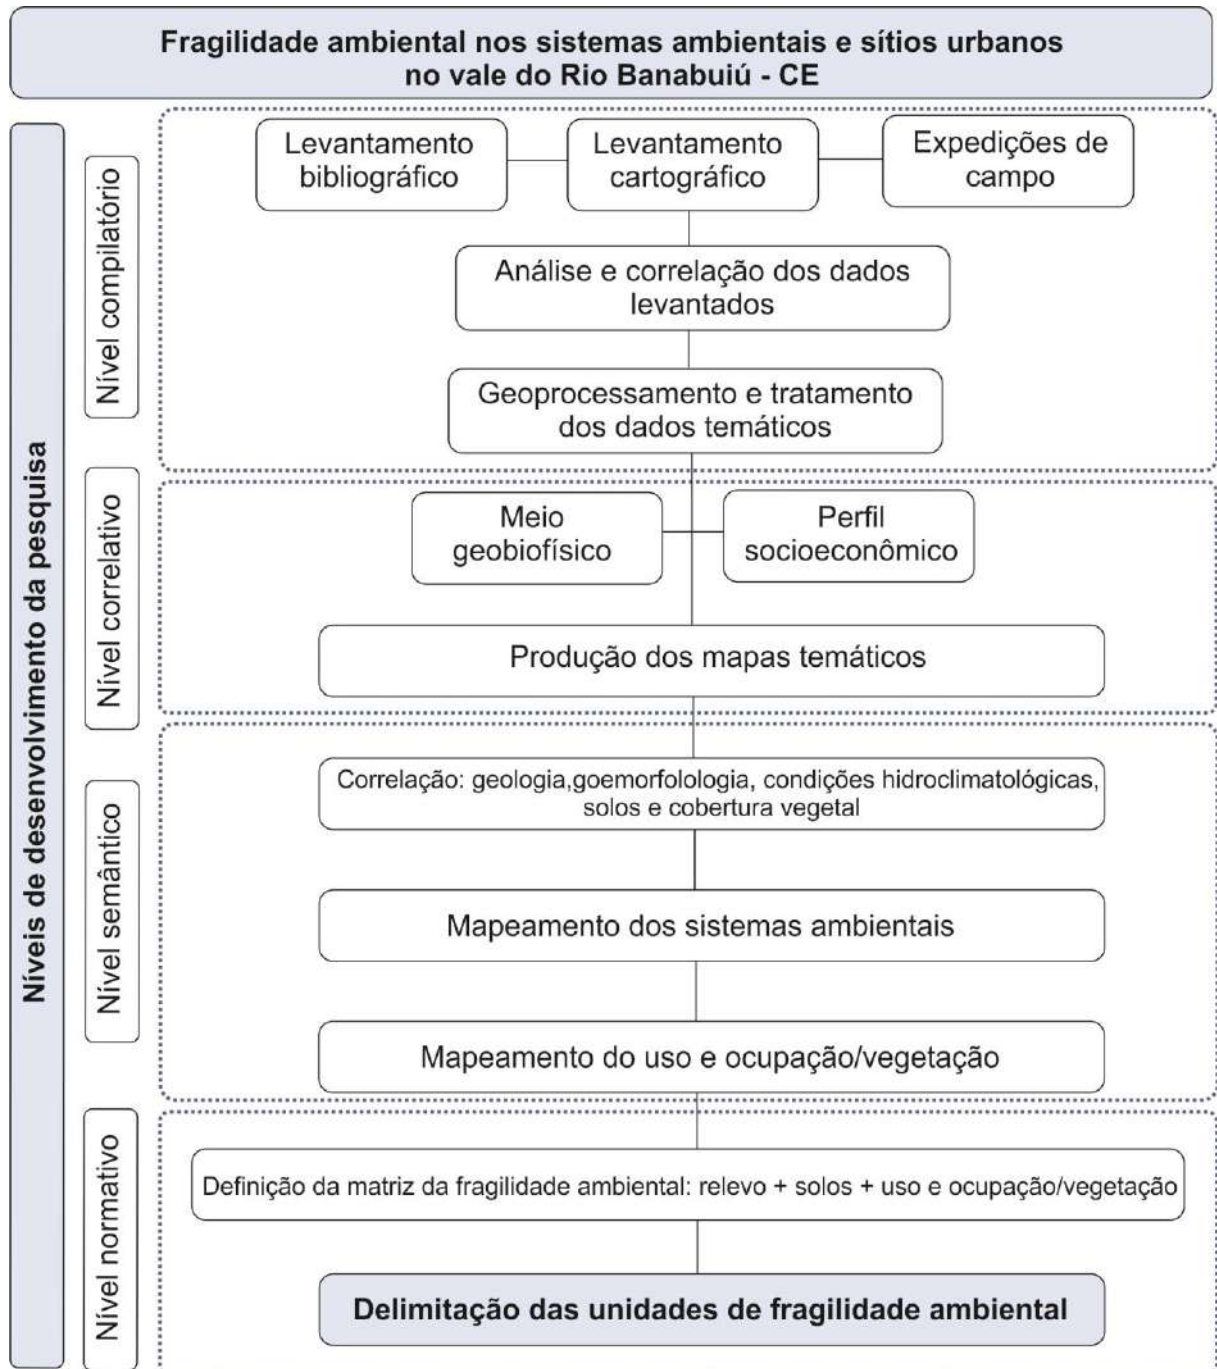 Fragilidade ambiental nos sistemas ambientais e sítios urbanos
no vale do Rio Banabuiú - CE
Níveis de desenvolvimento da pesquisa
Nível compilatório
Levantamento
bibliográfico
Levantamento
cartográfico
Expedições de
campo
Análise e correlação dos dados
levantados
Geoprocessamento e tratamento
dos dados temáticos
Nível correlativo
Meio
geobiofísico
Perfil
socioeconômico
Produção dos mapas temáticos
Nível semântico
Correlação: geologia,goemorfolologia, condições hidroclimatológicas,
solos e cobertura vegetal
Mapeamento dos sistemas ambientais
Mapeamento do uso e ocupação/vegetação
Nível normativo
Definição da matriz da fragilidade ambiental: relevo + solos + uso e ocupação/vegetação
Delimitação das unidades de fragilidade ambiental